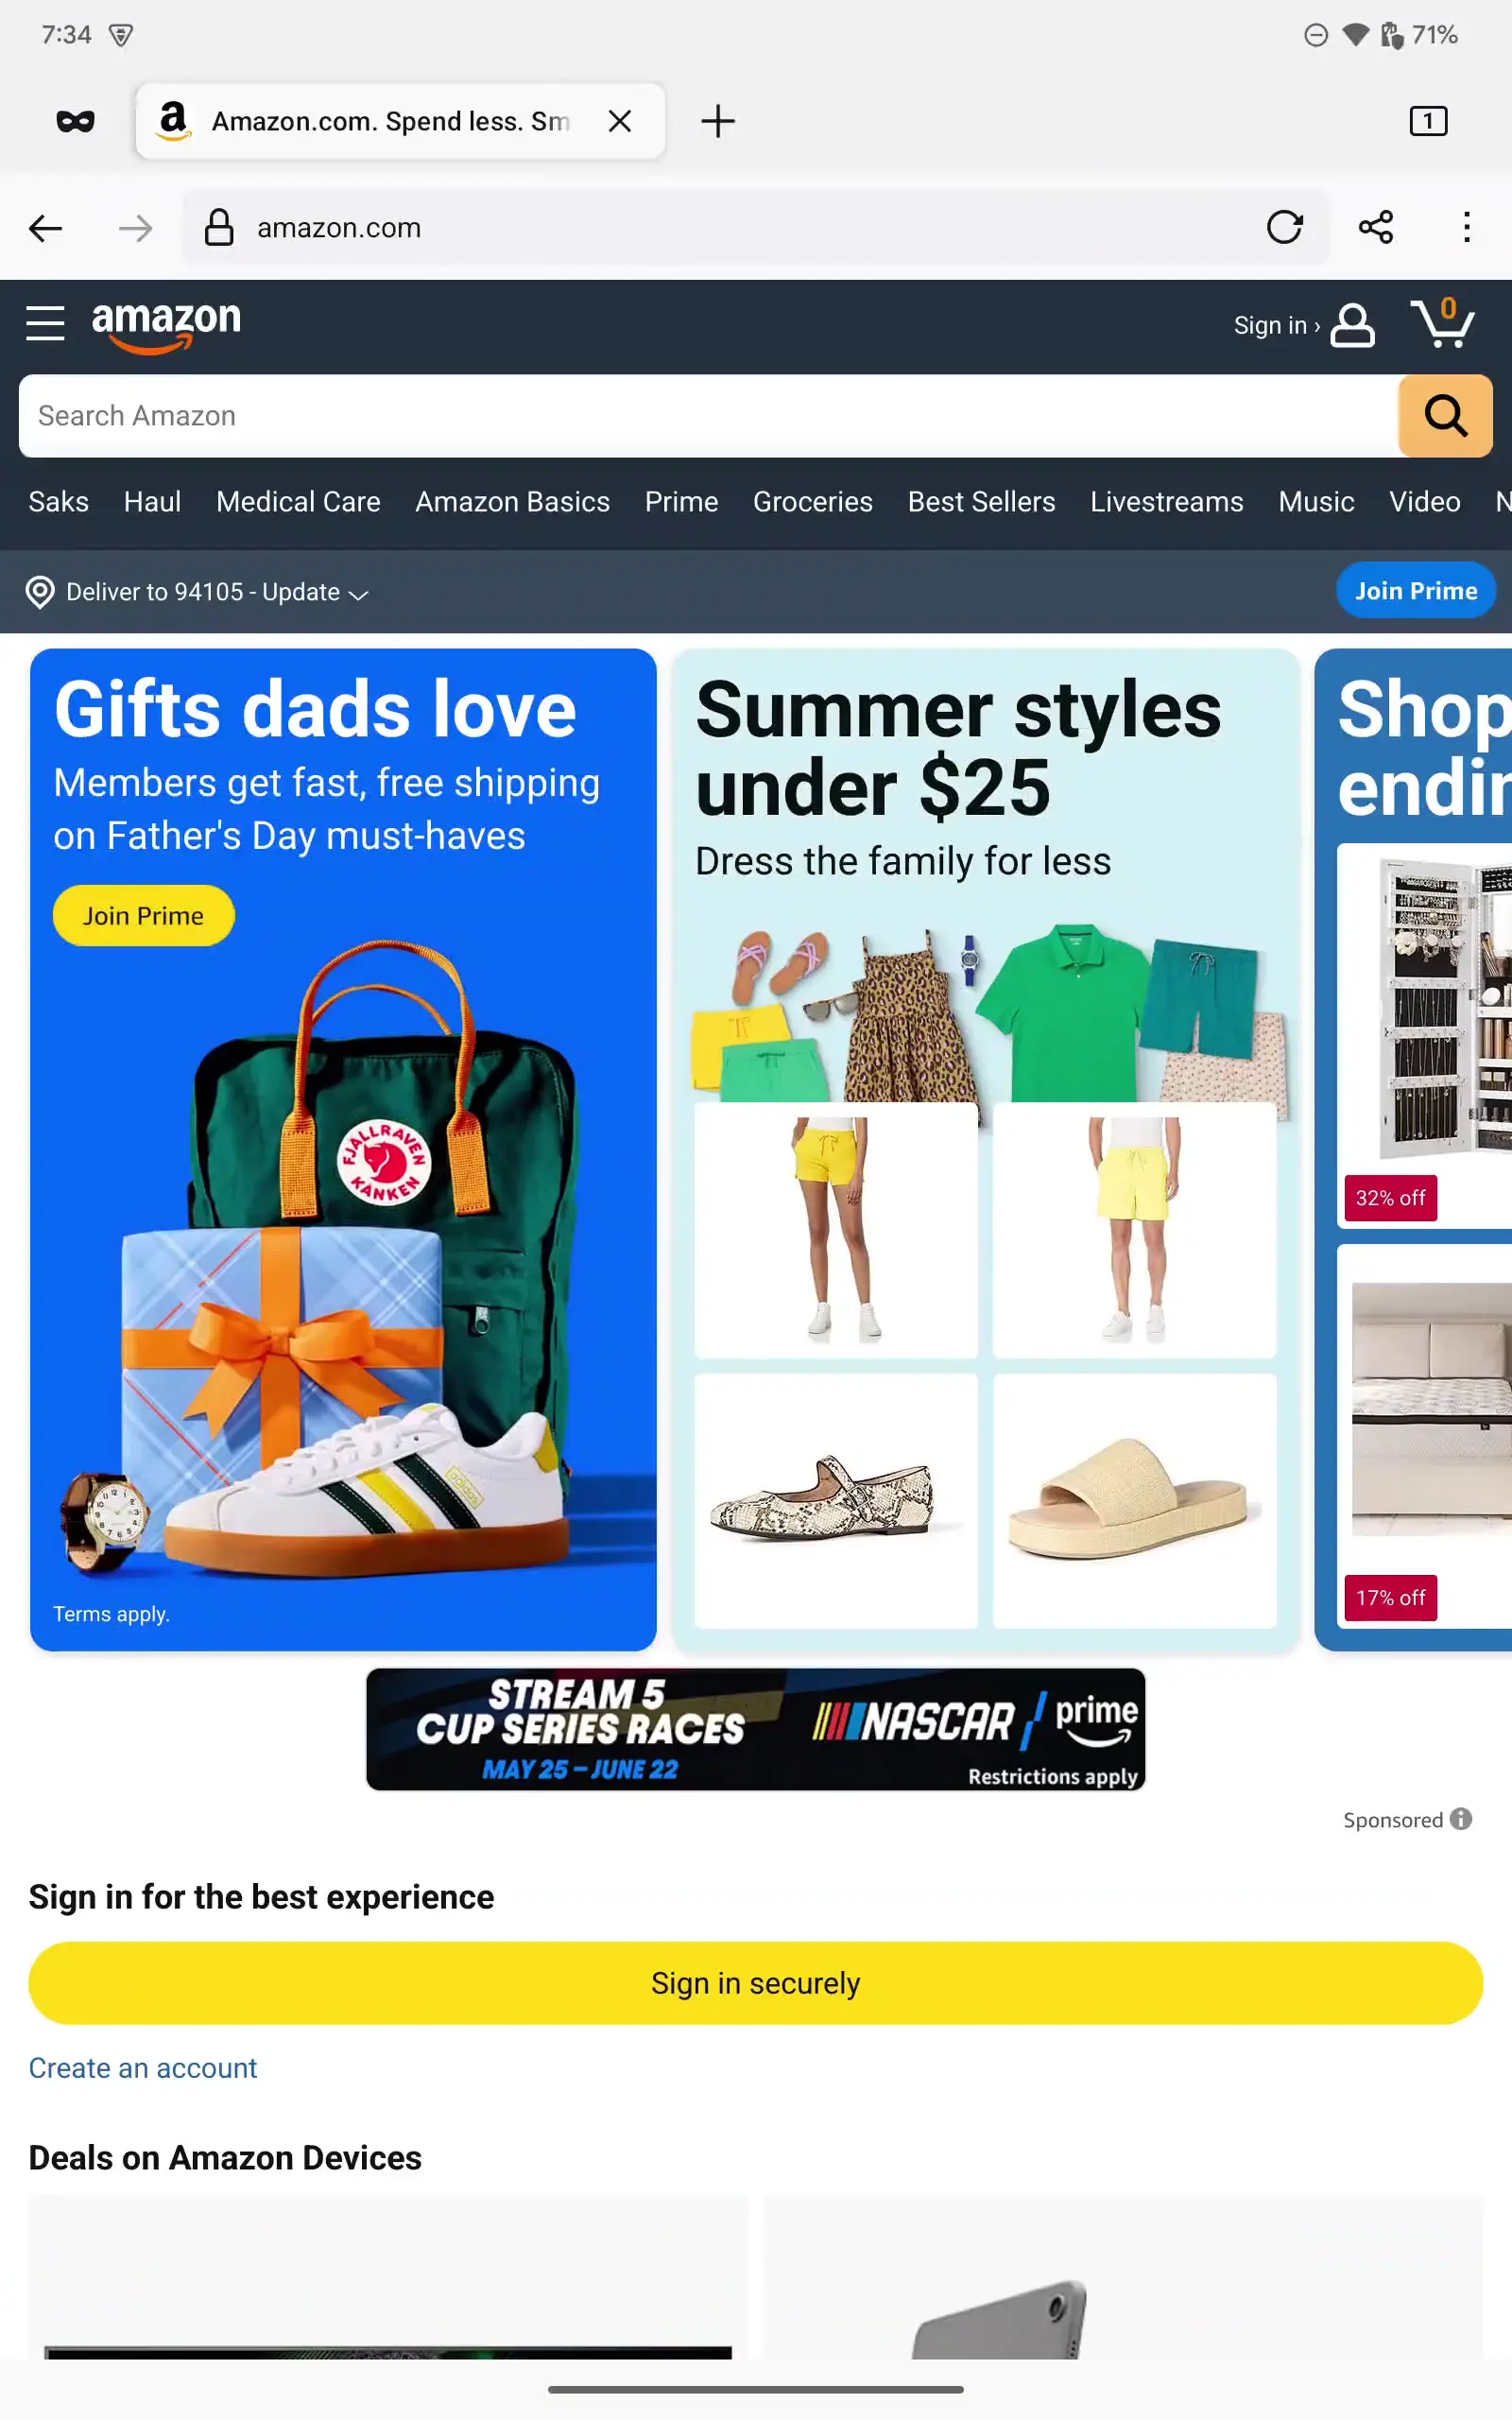 7:34
71%
Amazon.com. Spend less. Sm
1
amazon.com
amazon
Sign in ›
0
Search Amazon
Saks Haul Medical Care Amazon Basics Prime Groceries Best Sellers Livestreams Music Video N
Deliver to 94105 - Update
Join Prime
Gifts dads love
Members get fast, free shipping
on Father's Day must-haves
Join Prime
FJALLRAVEN
KANKEN
adidas
Terms apply.
Summer styles
under $25
Dress the family for less
Shop
endin
32% off
17% off
STREAM 5
CUP SERIES RACES
MAY 25 – JUNE 22
NASCAR / prime
Restrictions apply
Sponsored
Sign in for the best experience
Sign in securely
Create an account
Deals on Amazon Devices